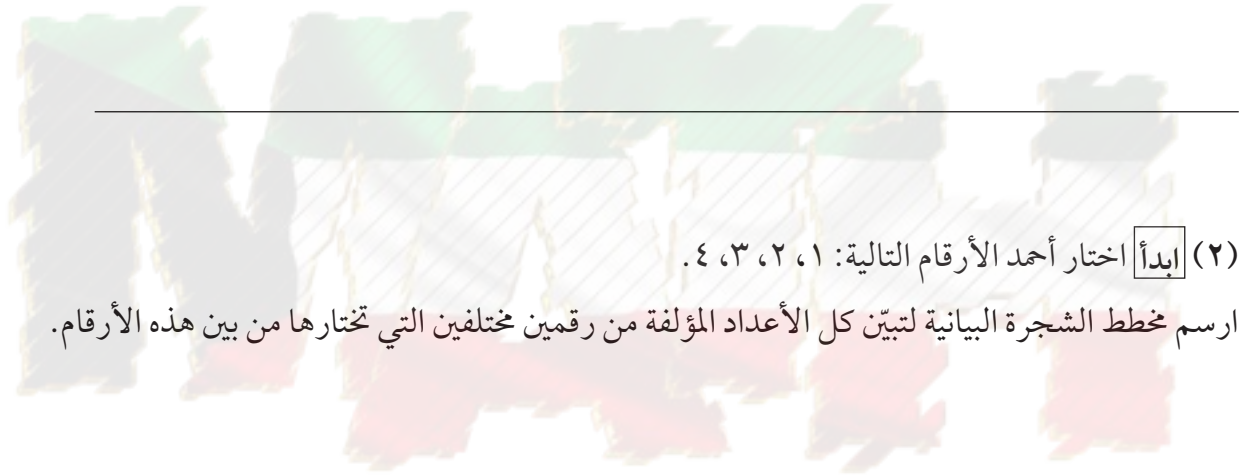 (٢) ابدأ اختار أحمد الأرقام التالية: ١، ٢، ٣، ٤.
ارسم مخطط الشجرة البيانية لتبيّن كل الأعداد المؤلفة من رقمين مختلفين التي تختارها من بين هذه الأرقام.